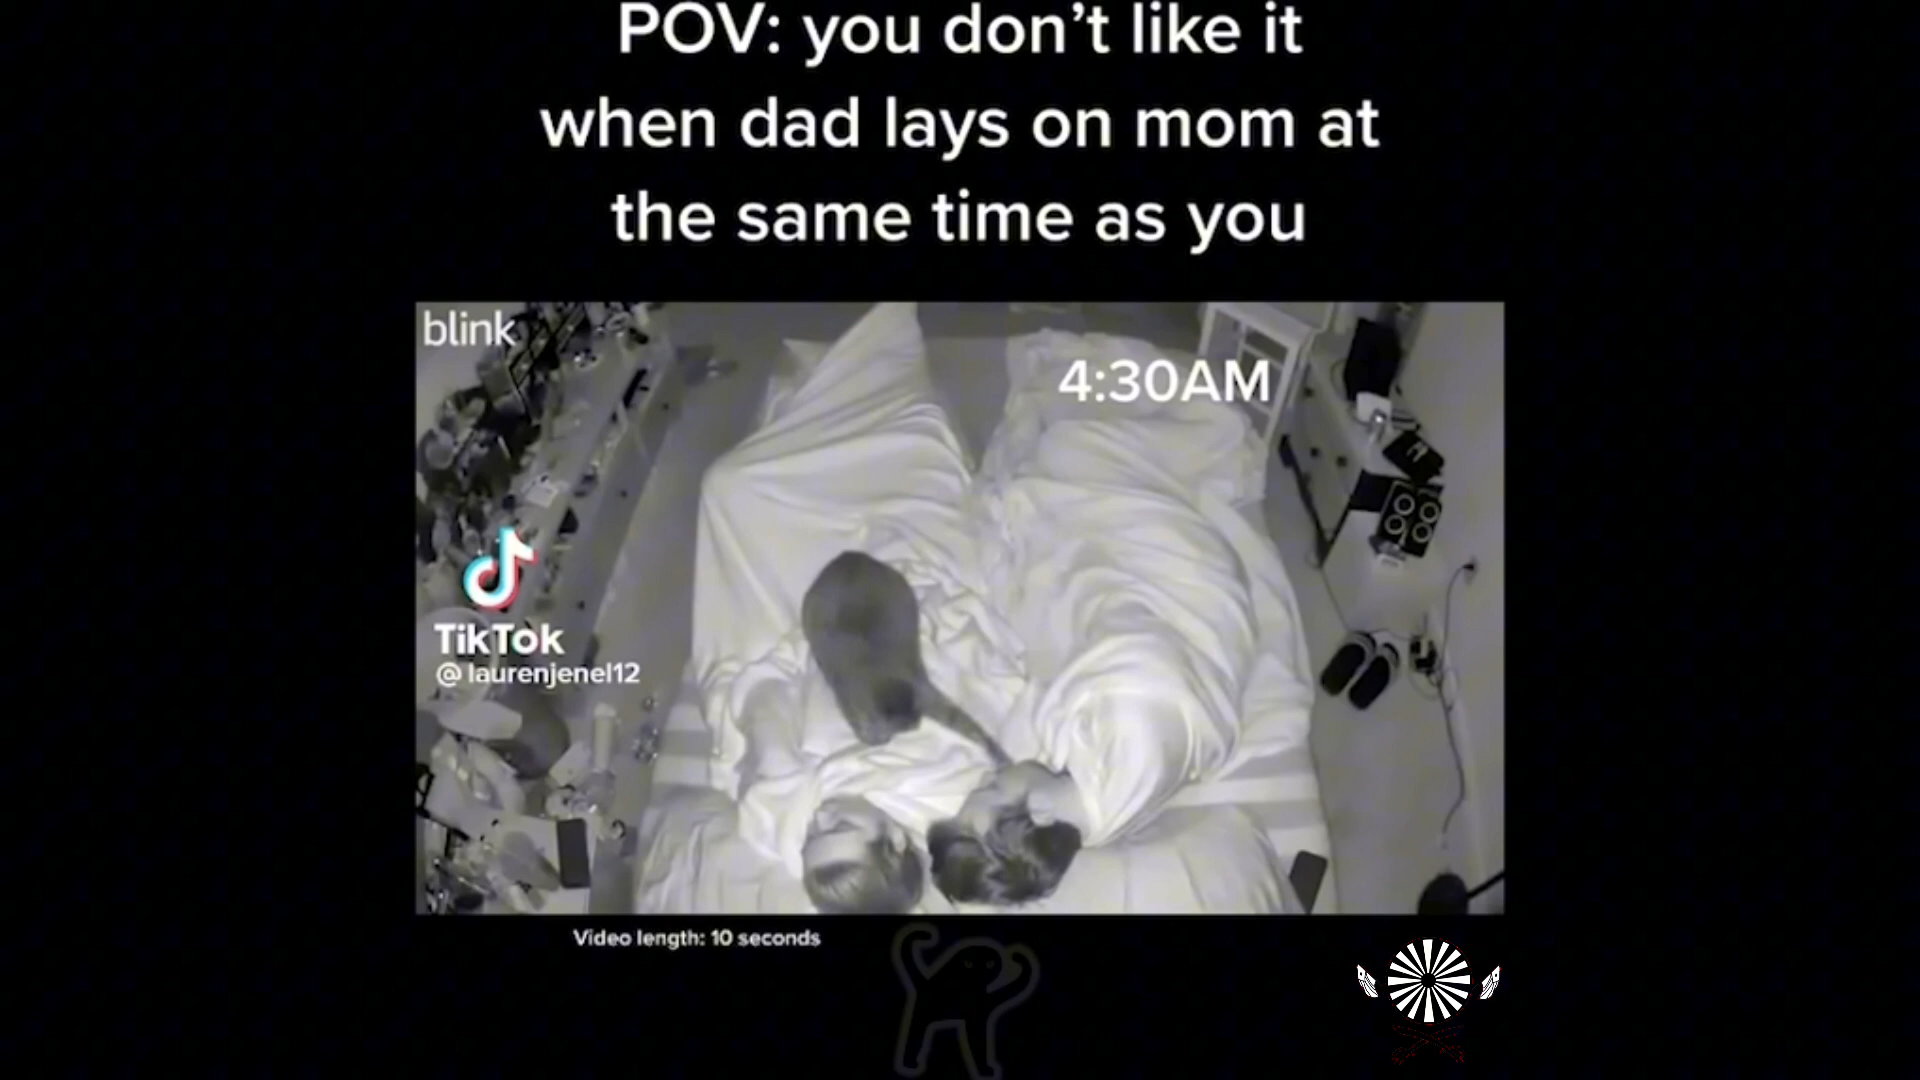 POV: you don't like it
when dad lays on mom at
the same time as you
blink
4:30AM
TikTok
@laurenjenel12
Video length: 10 seconds